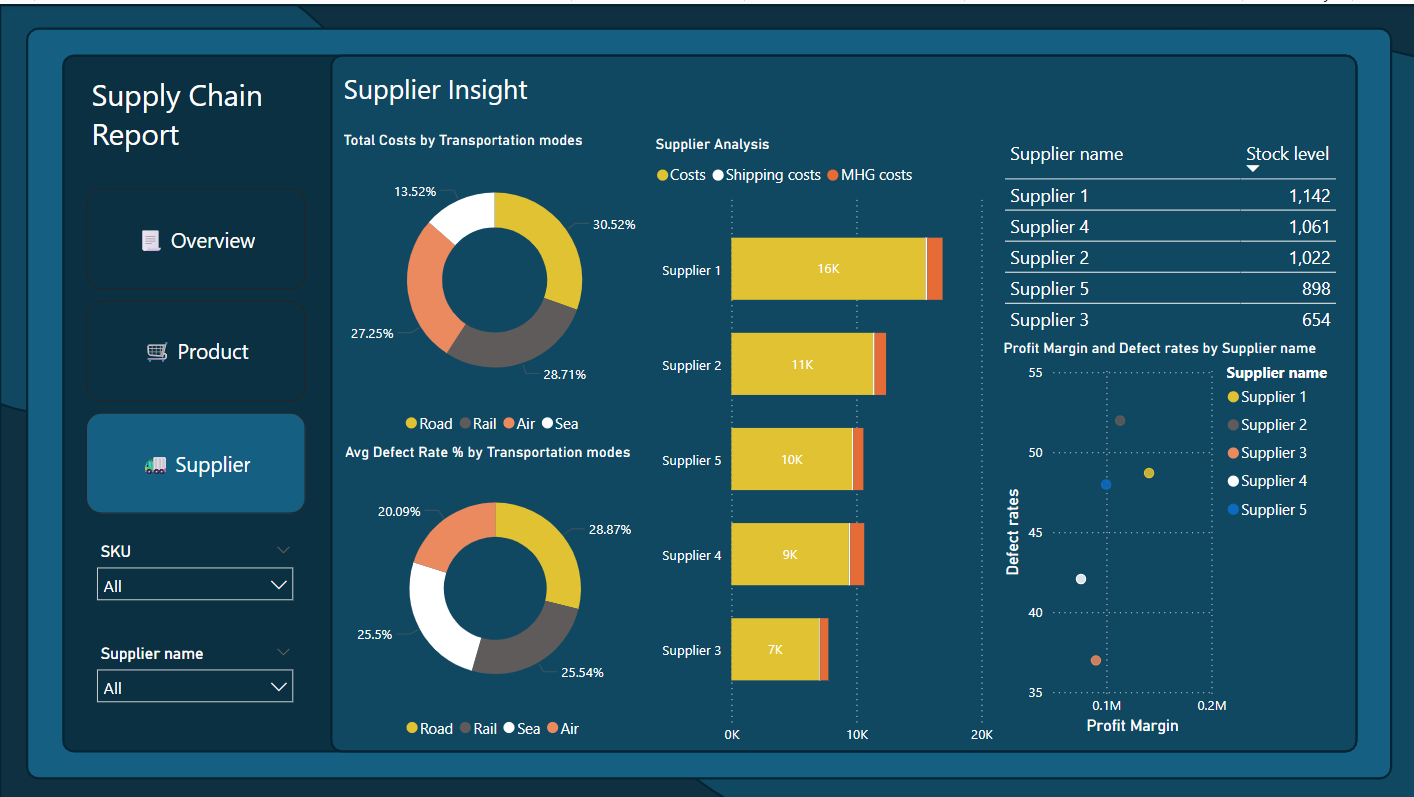 Supply Chain
Report
Overview
Product
Supplier
SKU
All
Supplier name
All
Supplier Insight
Total Costs by Transportation modes
13.52%
30.52%
27.25%
28.71%
Road Rail Air Sea
Avg Defect Rate % by Transportation modes
20.09%
28.87%
25.5%
25.54%
Road Rail Sea Air
Supplier Analysis
Costs Shipping costs MHG costs
Supplier 1 16K
Supplier 2 11K
Supplier 5 10K
Supplier 4 9K
Supplier 3 7K
0K 10K 20K
Supplier name Stock level
Supplier 1 1,142
Supplier 4 1,061
Supplier 2 1,022
Supplier 5 898
Supplier 3 654
Profit Margin and Defect rates by Supplier name
Supplier name
Supplier 1
Supplier 2
Supplier 3
Supplier 4
Supplier 5
Defect rates
55
50
45
40
35
0.1M 0.2M
Profit Margin